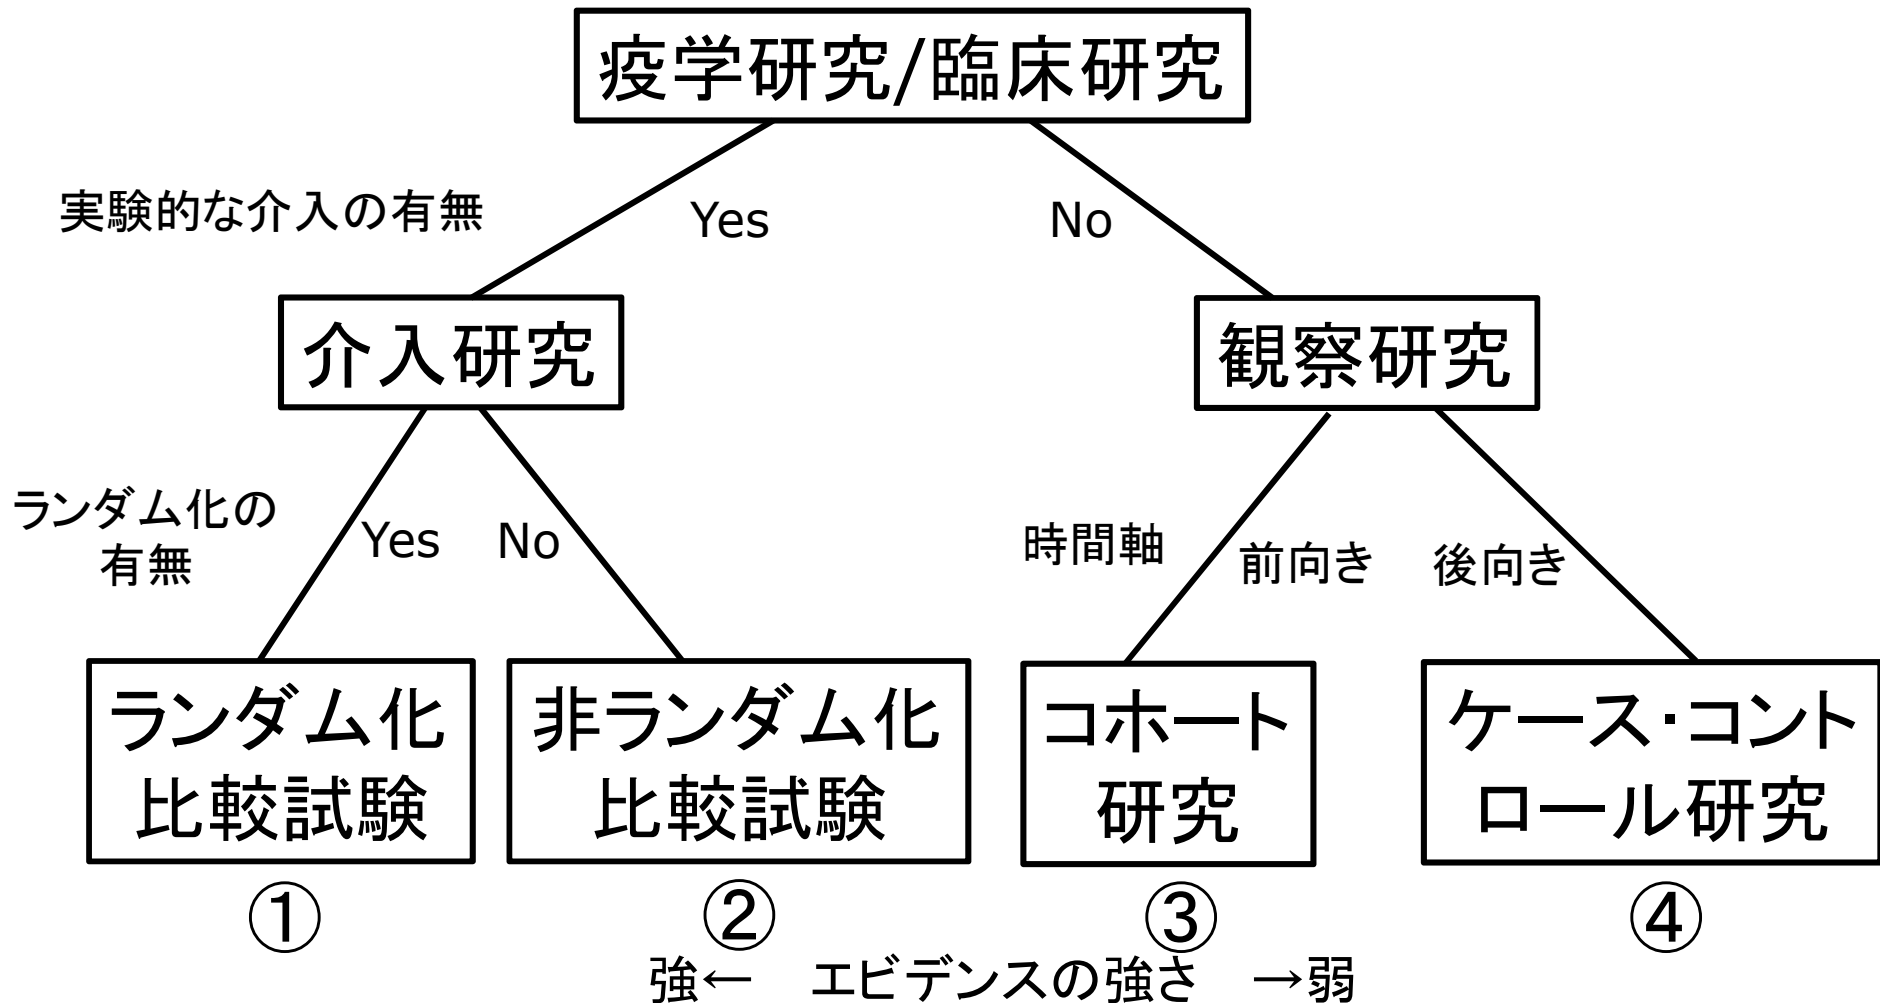 疫学研究/臨床研究
実験的な介入の有無
Yes
No
介入研究
観察研究
ランダム化の
有無
Yes
No
時間軸
前向き
後向き
ランダム化
比較試験
非ランダム化
比較試験
コホート
研究
ケース・コント
ロール研究
①
②
③
④
強← エビデンスの強さ →弱